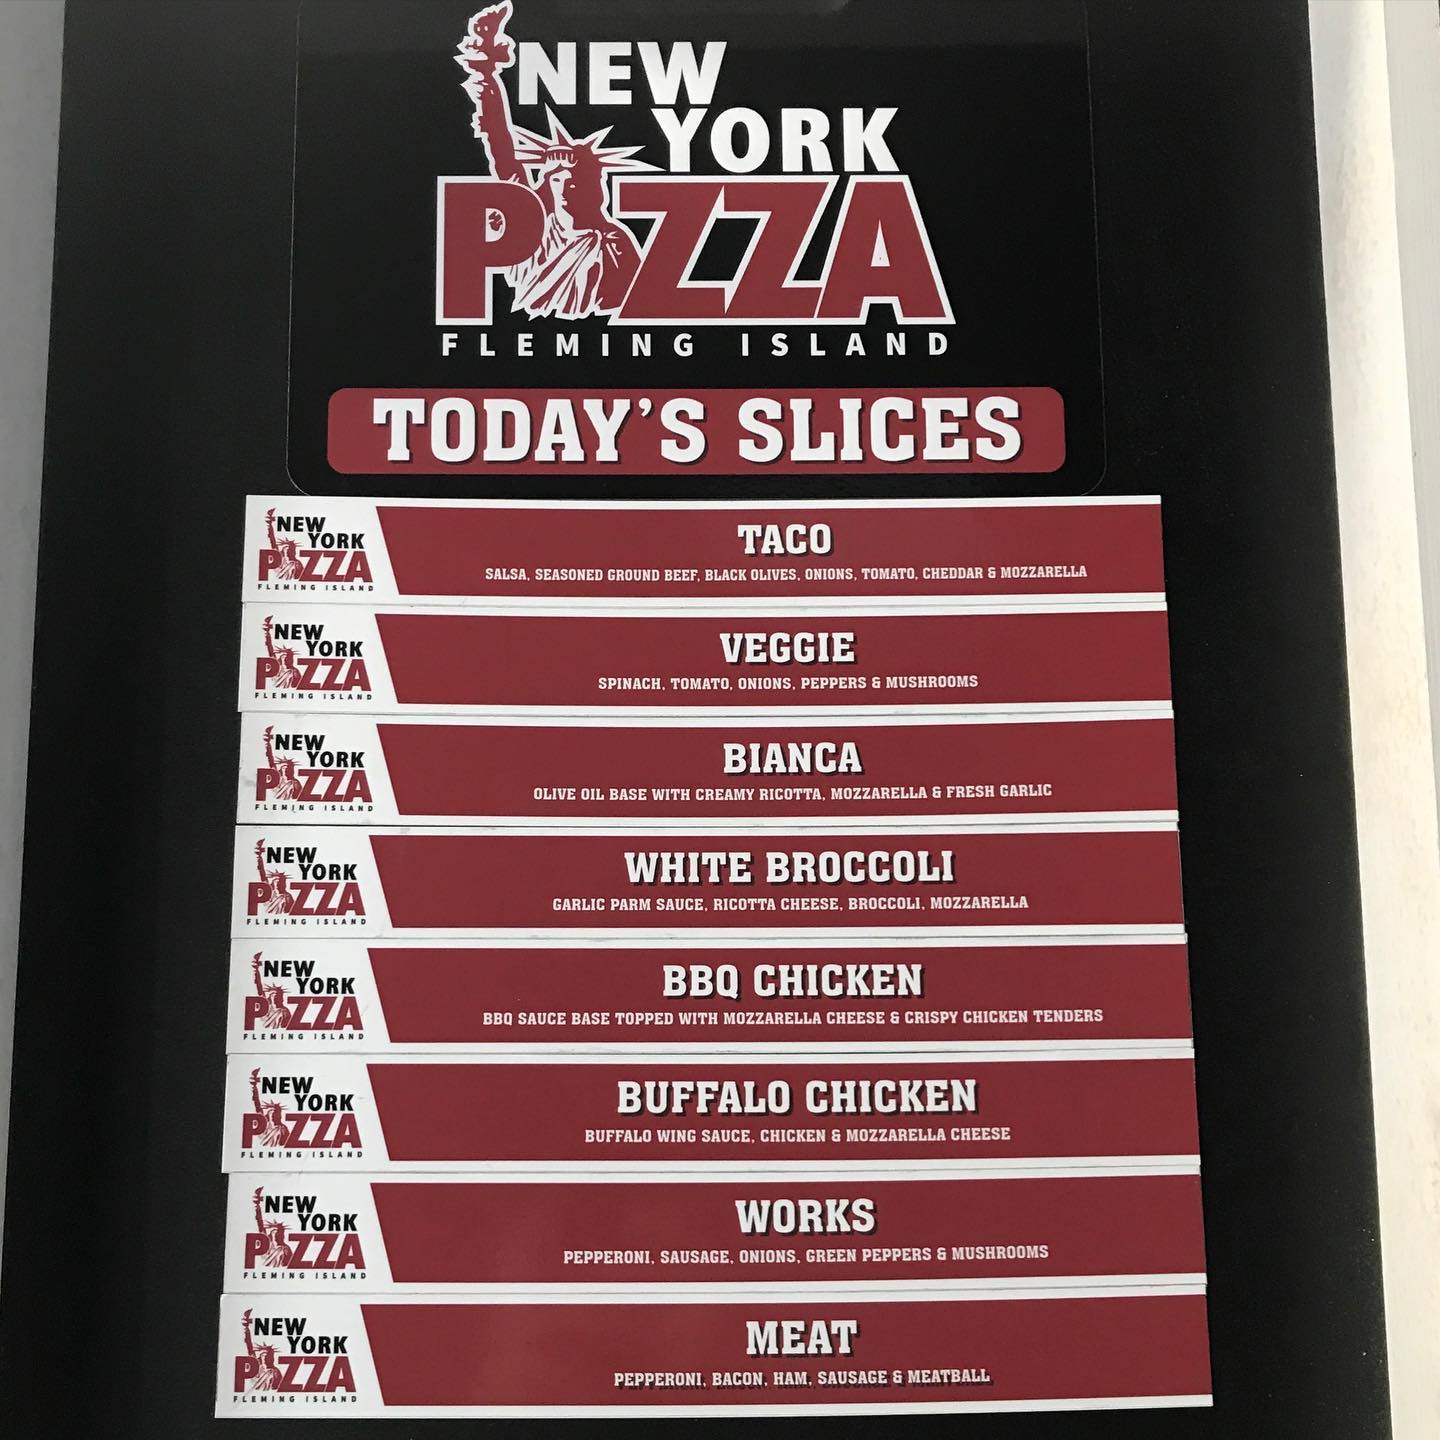 NEW
YORK
PIZZA
FLEMING ISLAND
TODAY'S SLICES
NEW
YORK
PIZZA
FLEMING ISLAND
TACO
SALSA, SEASONED GROUND BEEF, BLACK OLIVES, ONIONS, TOMATO, CHEDDAR & MOZZARELLA
NEW
YORK
PIZZA
FLEMING ISLAND
VEGGIE
SPINACH, TOMATO, ONIONS, PEPPERS & MUSHROOMS
NEW
YORK
PIZZA
FLEMING ISLAND
BIANCA
OLIVE OIL BASE WITH CREAMY RICOTTA, MOZZARELLA & FRESH GARLIC
NEW
YORK
PIZZA
FLEMING ISLAND
WHITE BROCCOLI
GARLIC PARM SAUCE, RICOTTA CHEESE, BROCCOLI, MOZZARELLA
NEW
YORK
PIZZA
FLEMING ISLAND
BBQ CHICKEN
BBQ SAUCE BASE TOPPED WITH MOZZARELLA CHEESE & CRISPY CHICKEN TENDERS
NEW
YORK
PIZZA
FLEMING ISLAND
BUFFALO CHICKEN
BUFFALO WING SAUCE, CHICKEN & MOZZARELLA CHEESE
NEW
YORK
PIZZA
FLEMING ISLAND
WORKS
PEPPERONI, SAUSAGE, ONIONS, GREEN PEPPERS & MUSHROOMS
NEW
YORK
PIZZA
FLEMING ISLAND
MEAT
PEPPERONI, BACON, HAM, SAUSAGE & MEATBALL